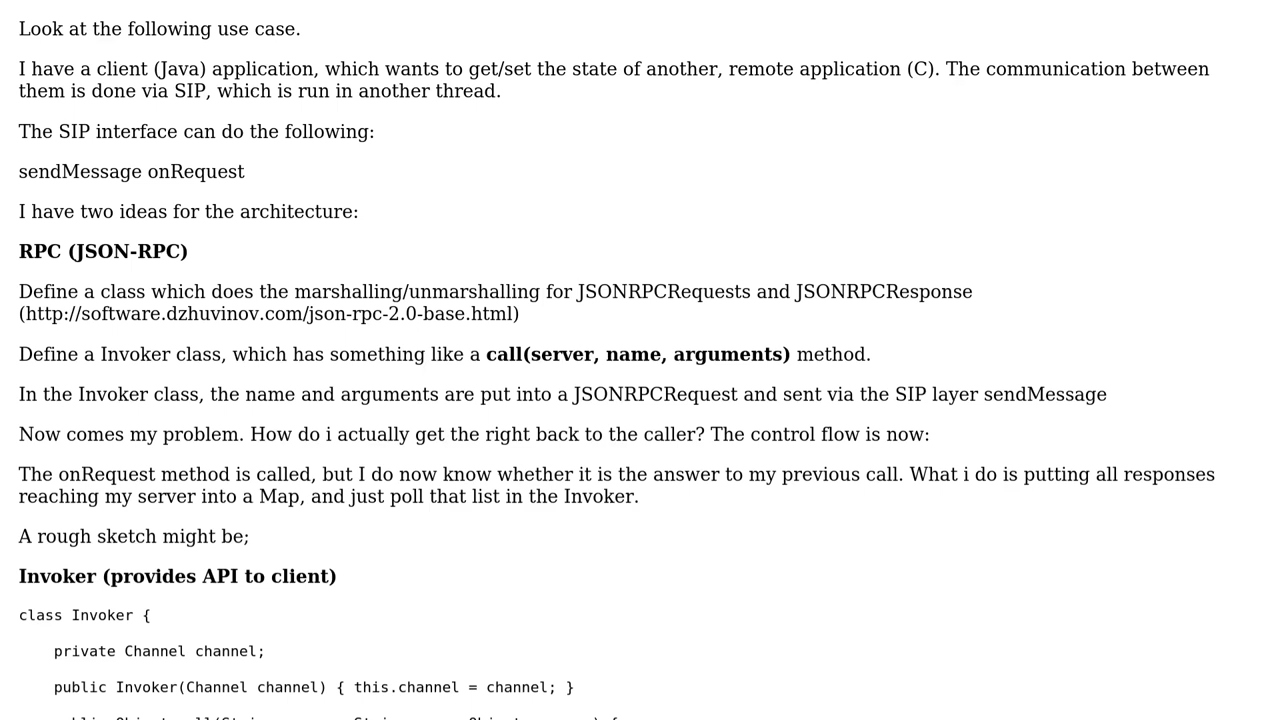 Look at the following use case.
I have a client (Java) application, which wants to get/set the state of another, remote application (C). The communication between
them is done via SIP, which is run in another thread.
The SIP interface can do the following:
sendMessage onRequest
I have two ideas for the architecture:
RPC (JSON-RPC)
Define a class which does the marshalling/unmarshalling for JSONRPCRequests and JSONRPCResponse
(http://software.dzhuvinov.com/json-rpc-2.0-base.html)
Define a Invoker class, which has something like a call(server, name, arguments) method.
In the Invoker class, the name and arguments are put into a JSONRPCRequest and sent via the SIP layer sendMessage
Now comes my problem. How do i actually get the right back to the caller? The control flow is now:
The onRequest method is called, but I do now know whether it is the answer to my previous call. What i do is putting all responses
reaching my server into a Map, and just poll that list in the Invoker.
A rough sketch might be;
Invoker (provides API to client)
class Invoker {
    private Channel channel;
    public Invoker(Channel channel) { this.channel = channel; }